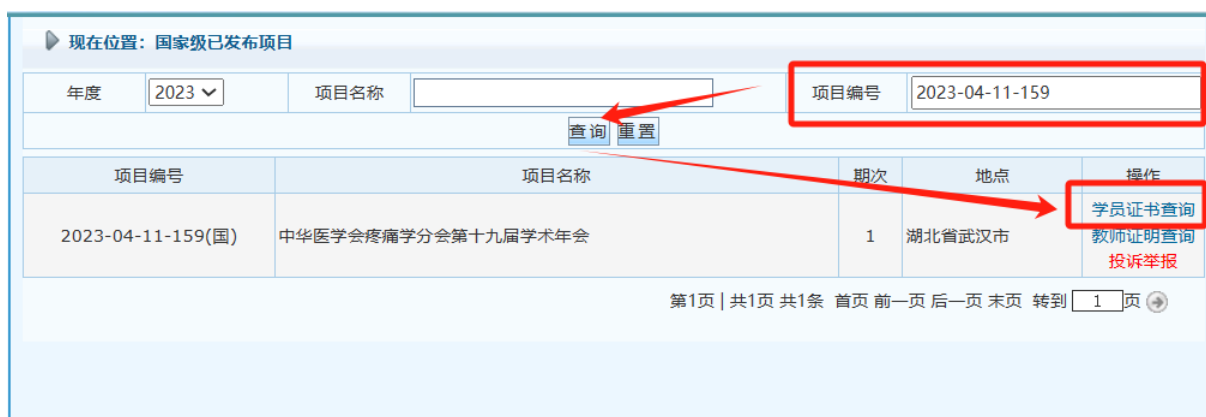 现在位置：国家级已发布项目
年度 2023 项目名称 项目编号 2023-04-11-159
查询 重置
项目编号 项目名称 期次 地点 操作
2023-04-11-159(国) 中华医学会疼痛学分会第十九届学术年会 1 湖北省武汉市 学员证书查询
教师证明查询
投诉举报
第1页 | 共1页 共1条 首页 前一页 后一页 末页 转到 1 页